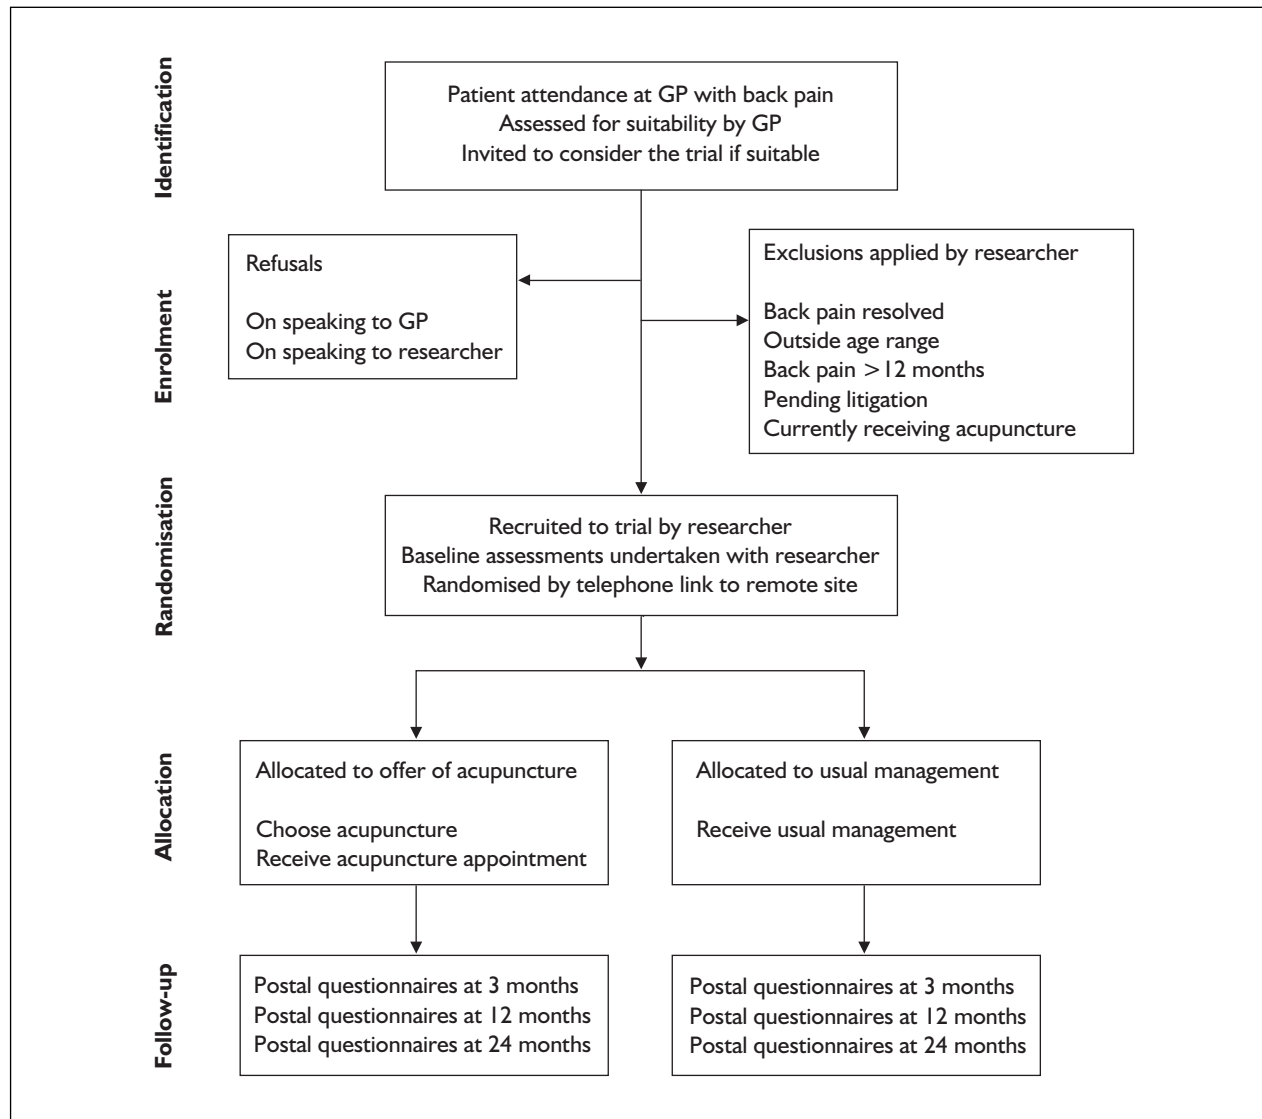 Identification
Patient attendance at GP with back pain
Assessed for suitability by GP
Invited to consider the trial if suitable
Enrolment
Refusals
On speaking to GP
On speaking to researcher
Exclusions applied by researcher
Back pain resolved
Outside age range
Back pain >12 months
Pending litigation
Currently receiving acupuncture
Randomisation
Recruited to trial by researcher
Baseline assessments undertaken with researcher
Randomised by telephone link to remote site
Allocation
Allocated to offer of acupuncture
Choose acupuncture
Receive acupuncture appointment
Allocated to usual management
Receive usual management
Follow-up
Postal questionnaires at 3 months
Postal questionnaires at 12 months
Postal questionnaires at 24 months
Postal questionnaires at 3 months
Postal questionnaires at 12 months
Postal questionnaires at 24 months